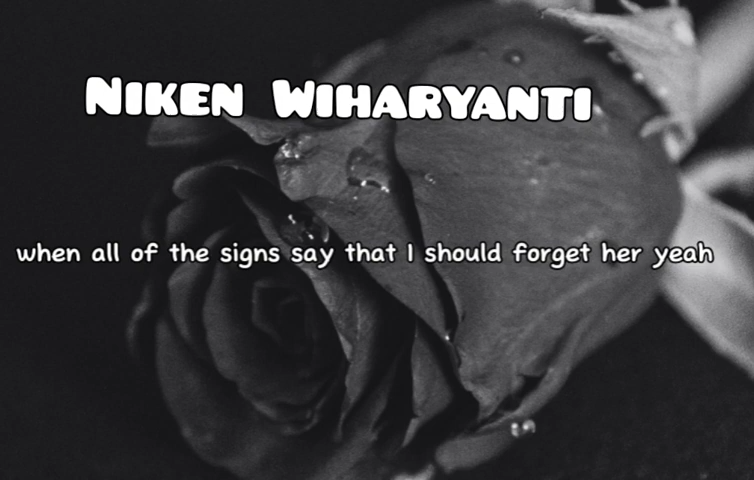 Niken Wiharyanti
when all of the signs say that I should forget her yeah